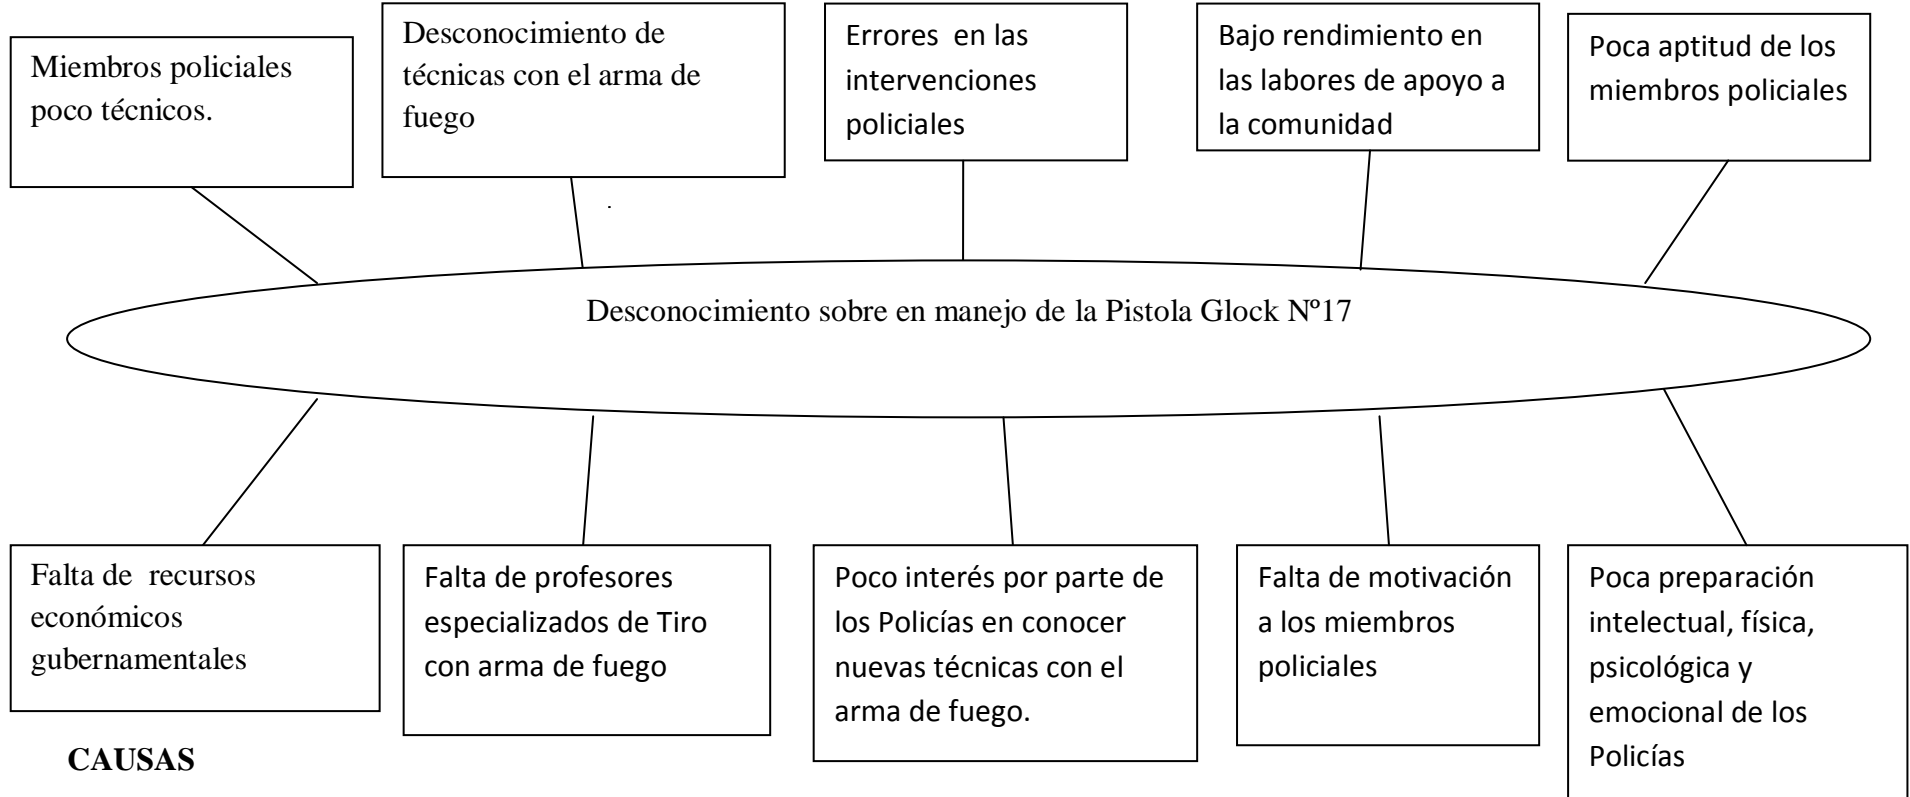 Miembros policiales
poco técnicos.
Desconocimiento de
técnicas con el arma de
fuego
Errores en las
intervenciones
policiales
Bajo rendimiento en
las labores de apoyo a
la comunidad
Poca aptitud de los
miembros policiales
.
Desconocimiento sobre en manejo de la Pistola Glock Nº17
Falta de recursos
económicos
gubernamentales
Falta de profesores
especializados de Tiro
con arma de fuego
Poco interés por parte de
los Policías en conocer
nuevas técnicas con el
arma de fuego.
Falta de motivación
a los miembros
policiales
Poca preparación
intelectual, física,
psicológica y
emocional de los
Policías
CAUSAS